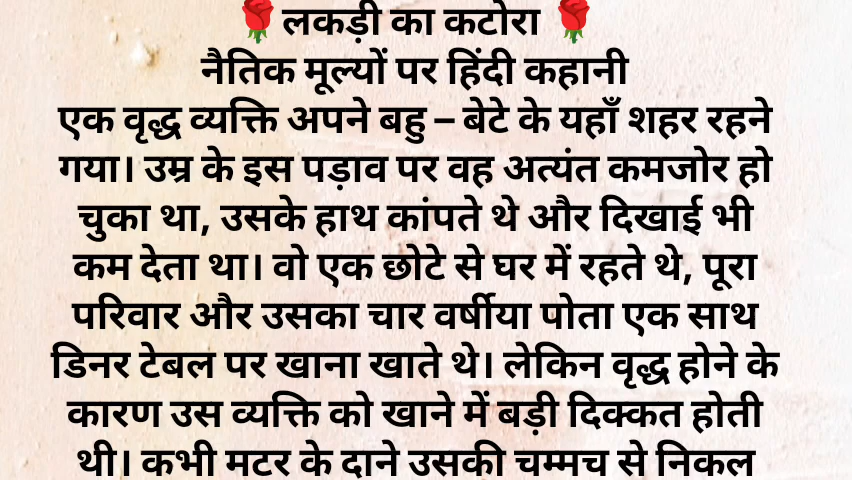 🌹लकड़ी का कटोरा 🌹
नैतिक मूल्यों पर हिंदी कहानी
एक वृद्ध व्यक्ति अपने बहु – बेटे के यहाँ शहर रहने
गया। उम्र के इस पड़ाव पर वह अत्यंत कमजोर हो
चुका था, उसके हाथ कांपते थे और दिखाई भी
कम देता था। वो एक छोटे से घर में रहते थे, पूरा
परिवार और उसका चार वर्षीया पोता एक साथ
डिनर टेबल पर खाना खाते थे। लेकिन वृद्ध होने के
कारण उस व्यक्ति को खाने में बड़ी दिक्कत होती
थी। कभी मटर के दाने उसकी चम्मच से निकल